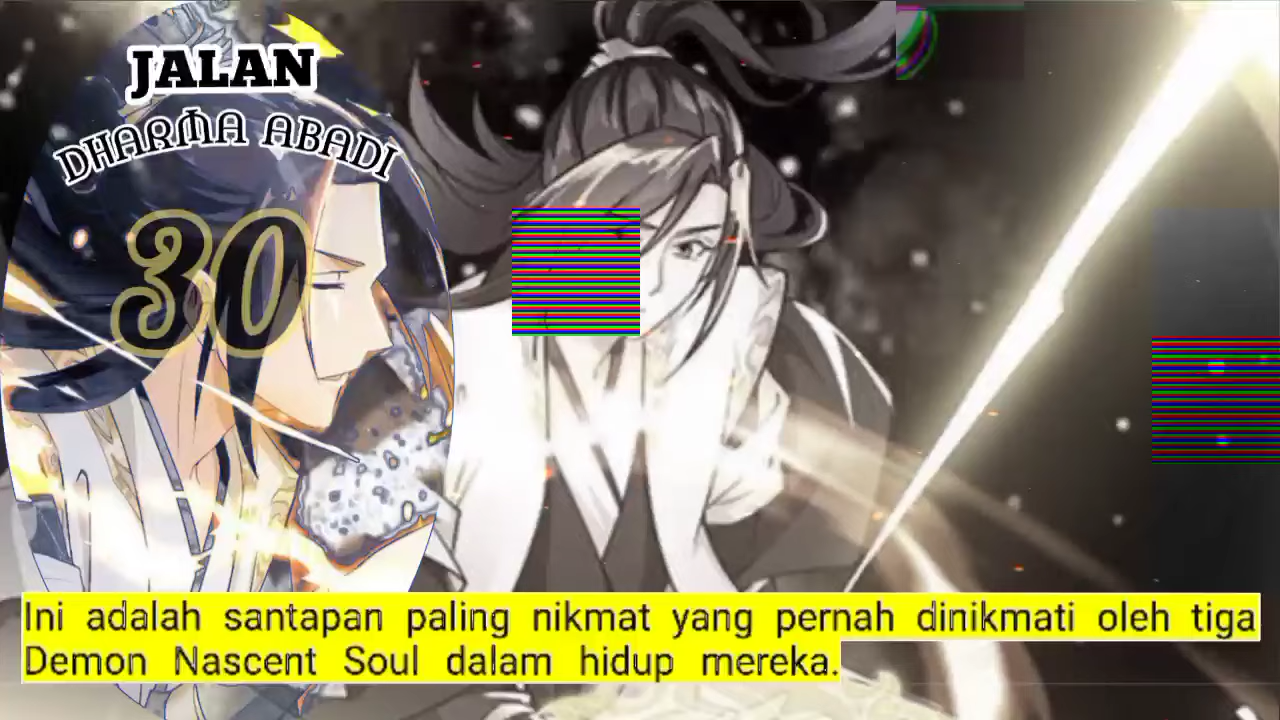 JALAN
DHARMA ABADI
30
Ini adalah santapan paling nikmat yang pernah dinikmati oleh tiga
Demon Nascent Soul dalam hidup mereka.